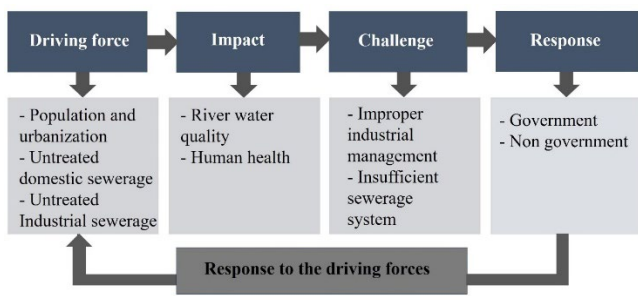 Driving force
Impact
Challenge
Response
- Population and
urbanization
- Untreated
domestic sewerage
- Untreated
Industrial sewerage
- River water
quality
- Human health
- Improper
industrial
management
- Insufficient
sewerage
system
- Government
- Non government
Response to the driving forces